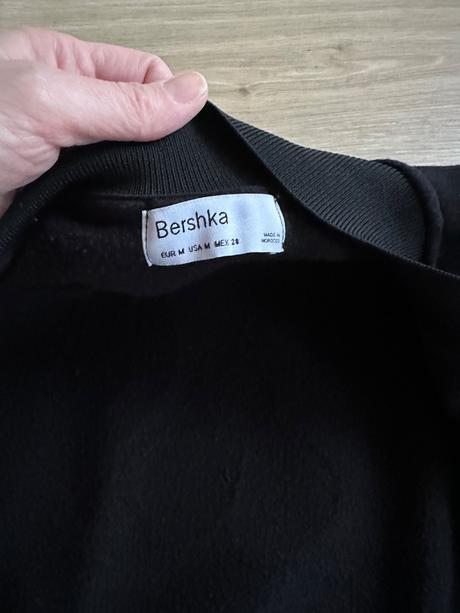 Bershka
EUR M USA M MEX 28
MADE IN
MOROCCO